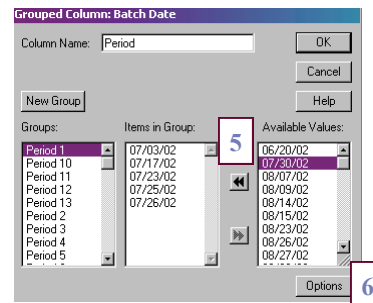 Grouped Column: Batch Date
Column Name: Period
OK
Cancel
New Group
Help
Groups:
Items in Group:
5
Available Values:
Period 1
Period 10
Period 11
Period 12
Period 13
Period 2
Period 3
Period 4
Period 5
07/03/02
07/17/02
07/23/02
07/25/02
07/26/02
06/20/02
07/30/02
08/07/02
08/09/02
08/14/02
08/15/02
08/23/02
08/26/02
08/27/02
Options
6